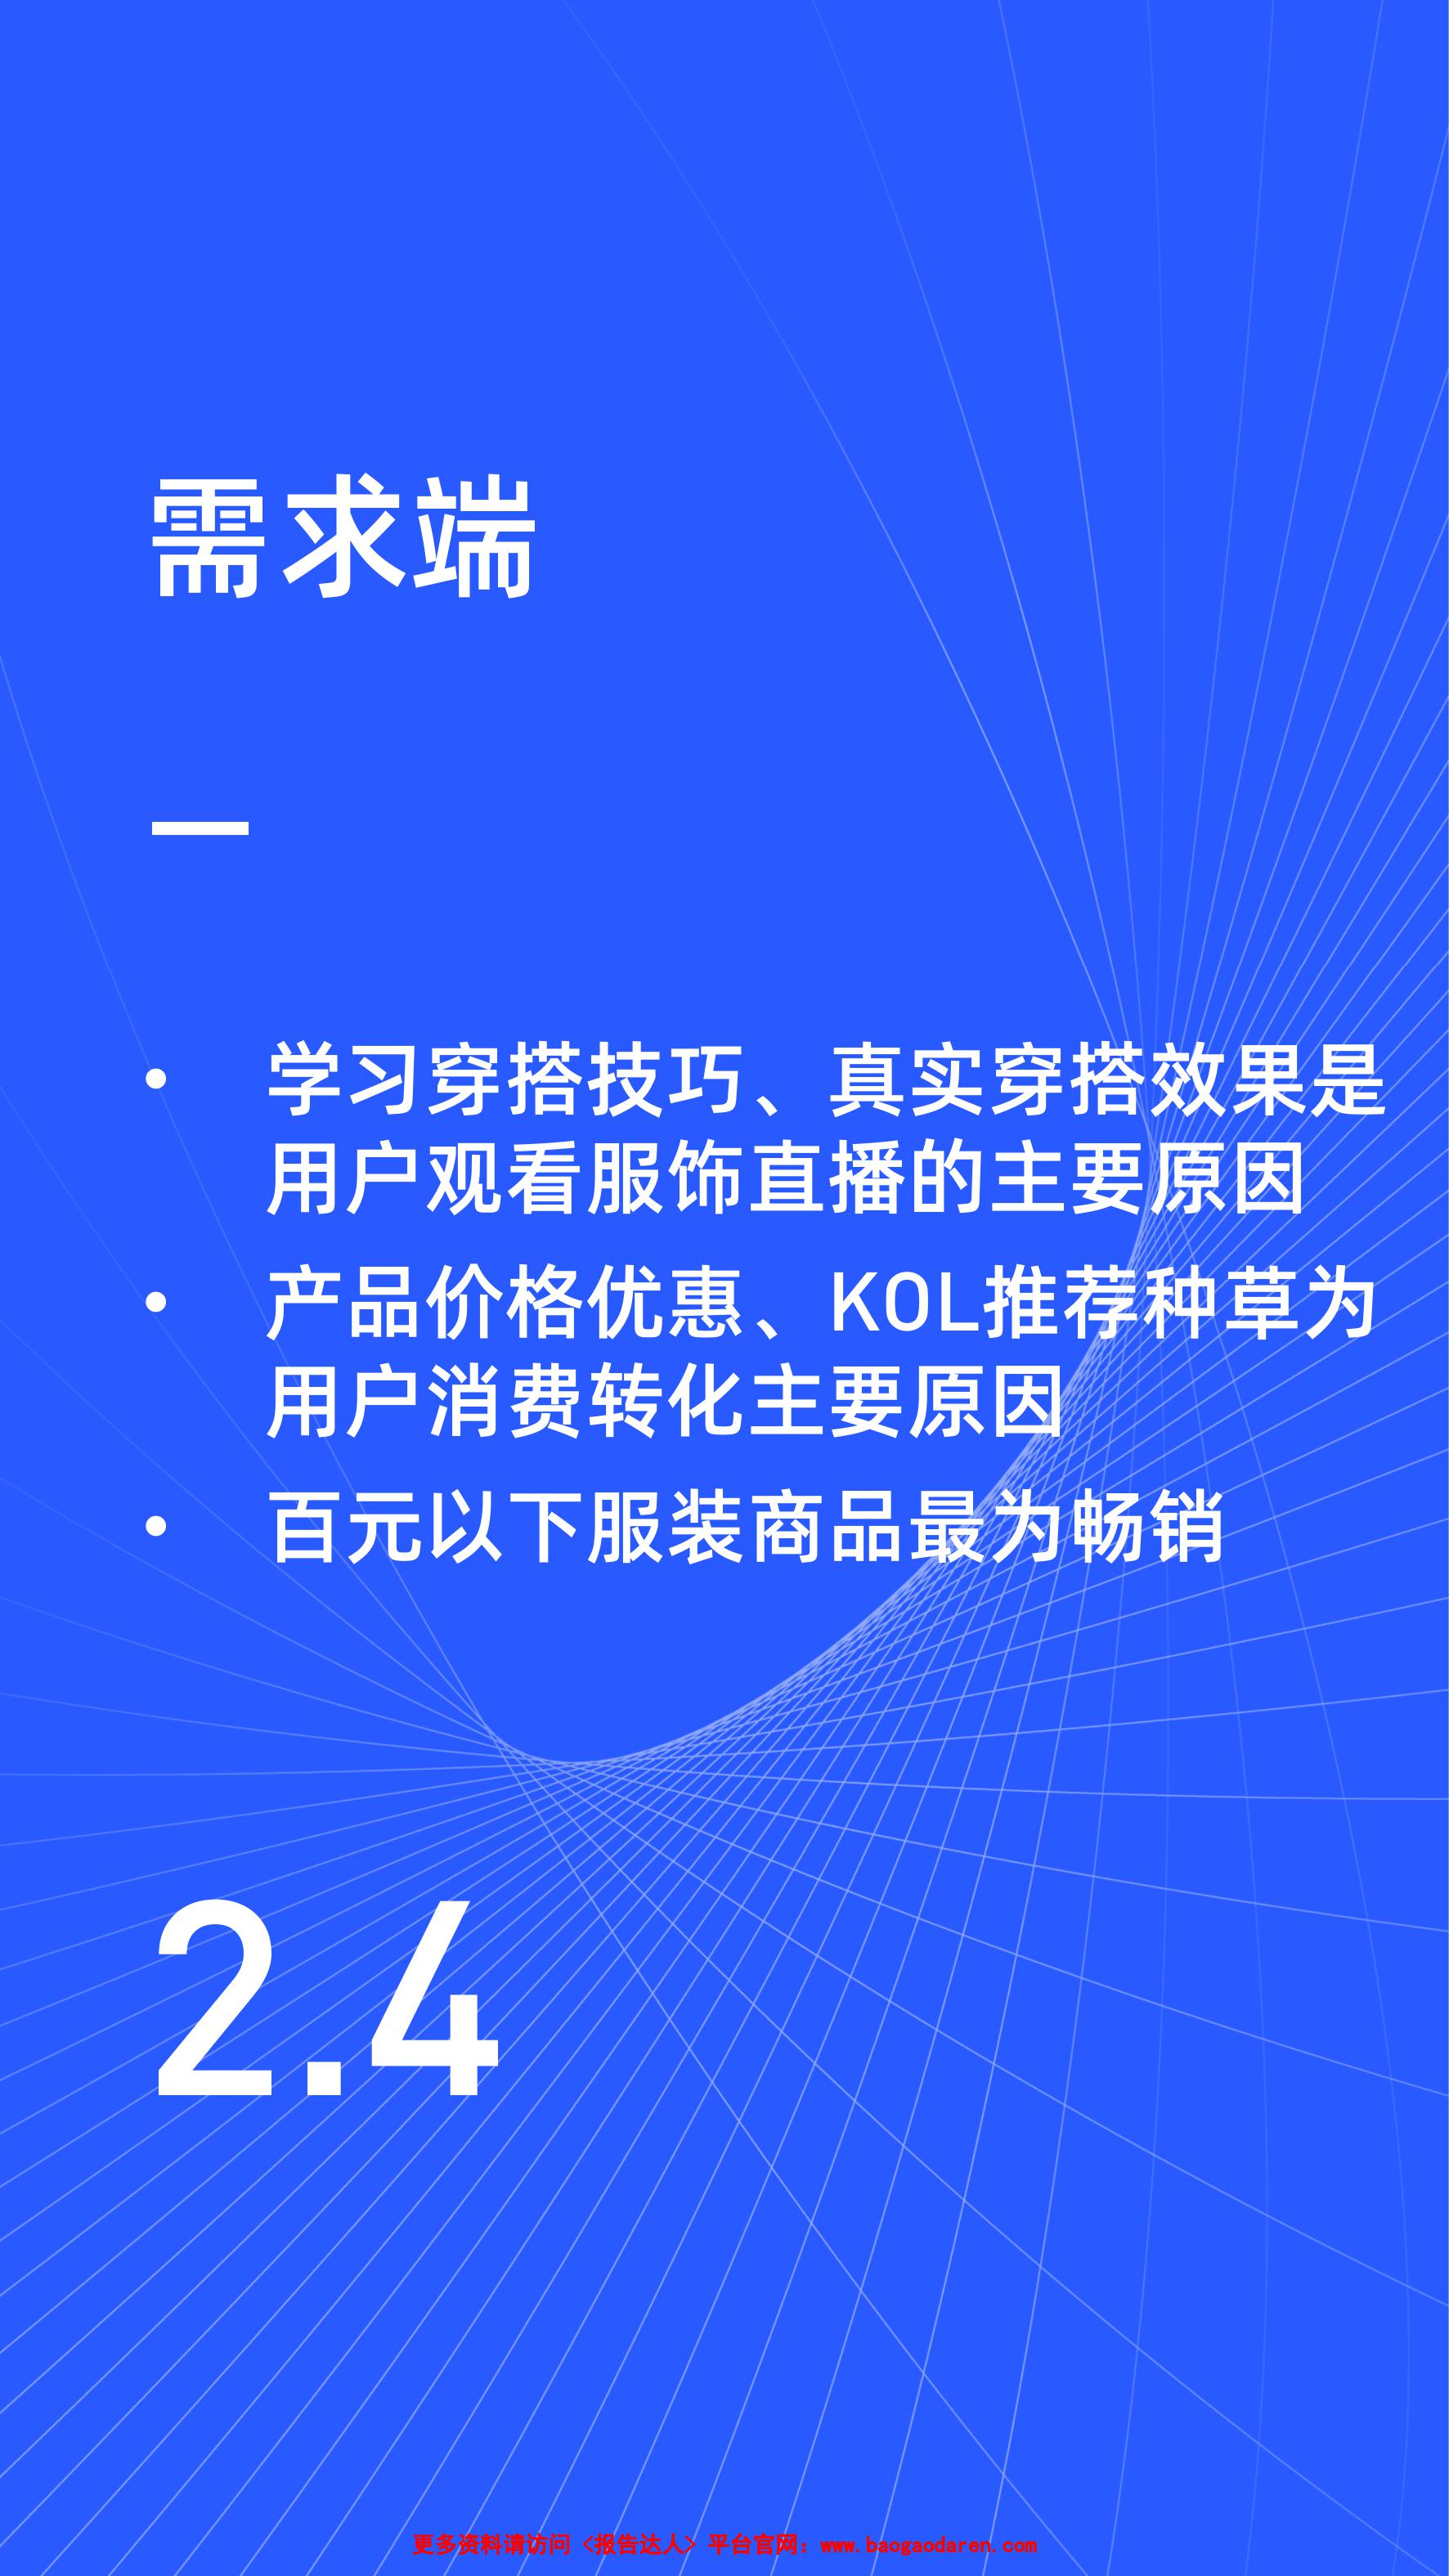 需求端
• 学习穿搭技巧、真实穿搭效果是
用户观看服饰直播的主要原因
• 产品价格优惠、KOL推荐种草为
用户消费转化主要原因
• 百元以下服装商品最为畅销
2.4
更多资料请访问 <报告达人> 平台官网：www.baogaodaren.com